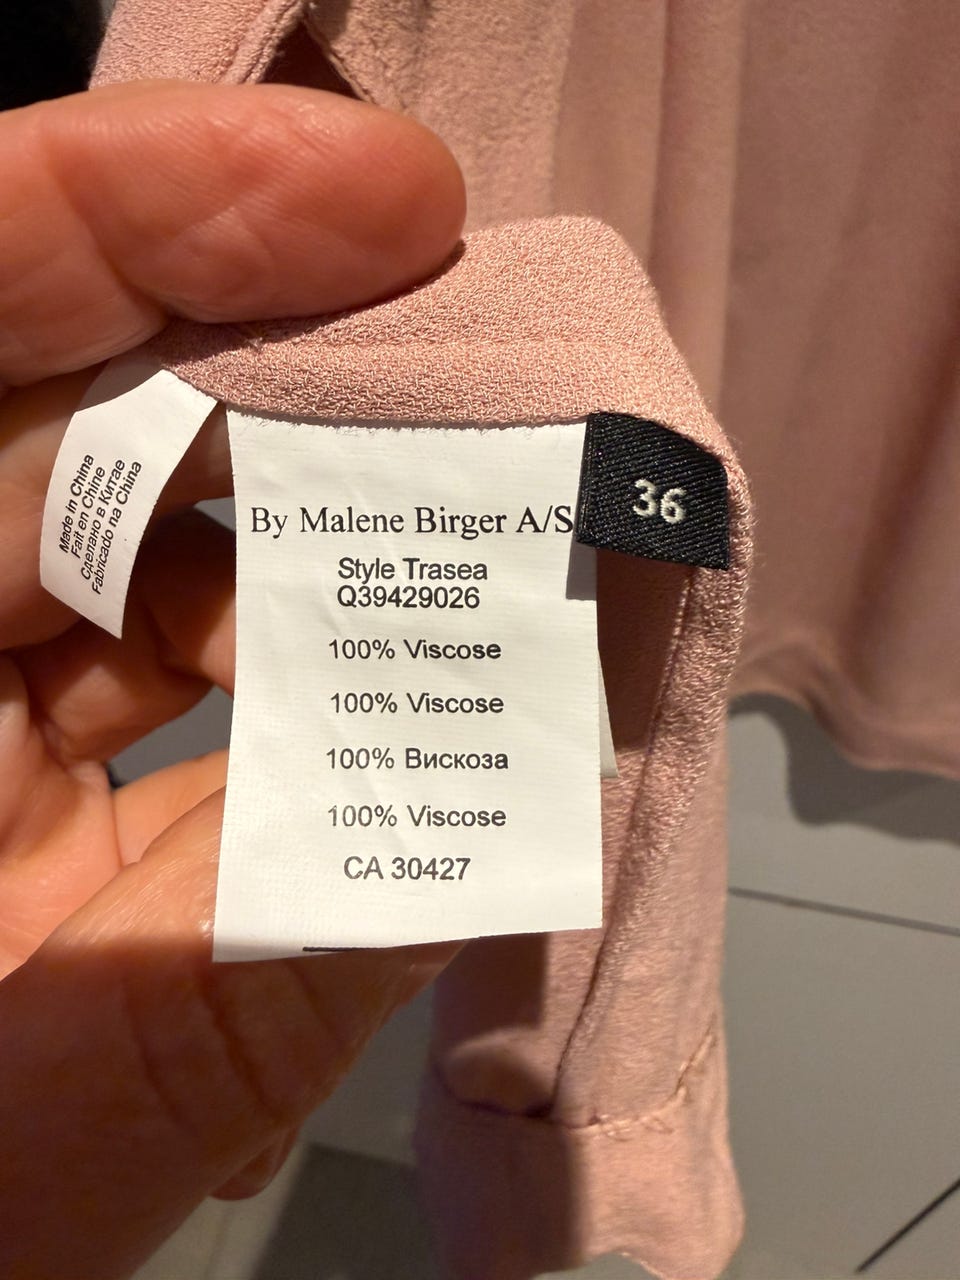 Made in China
Fait en Chine
Сделано в Китае
Fabricado na China
By Malene Birger A/S
36
Style Trasea
Q39429026
100% Viscose
100% Viscose
100% Вискоза
100% Viscose
CA 30427